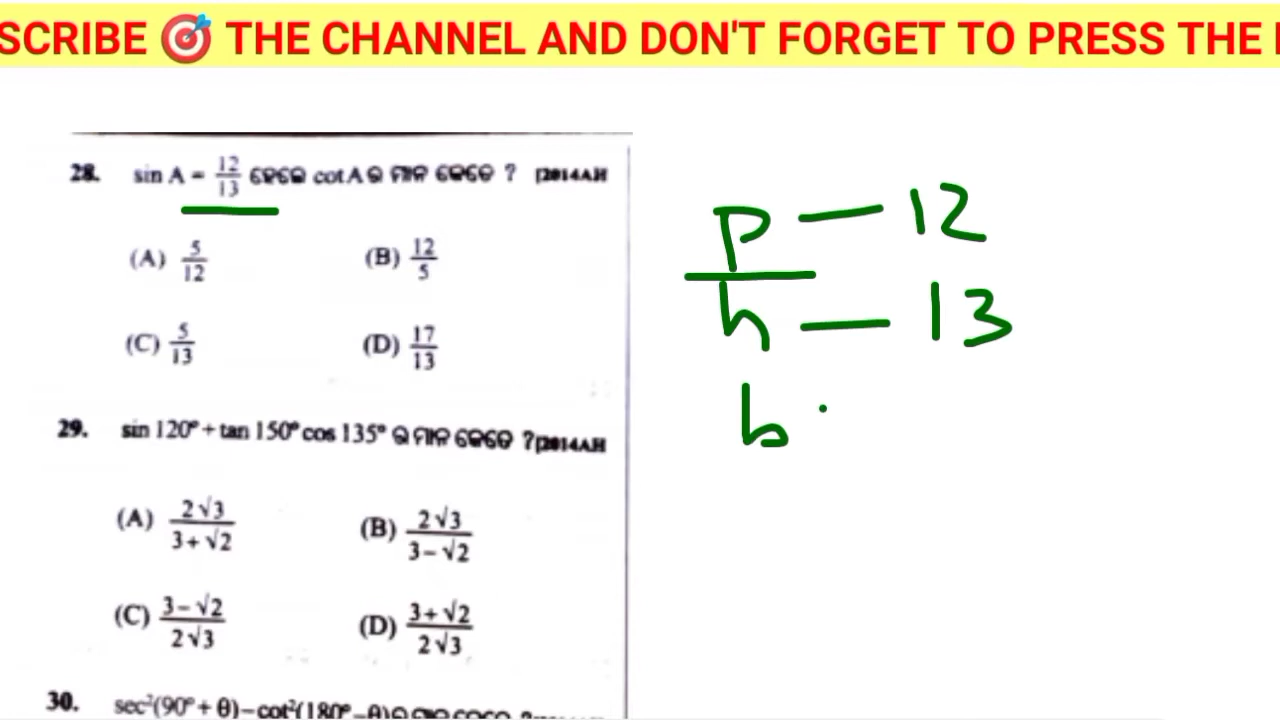 SCRIBE 🎯 THE CHANNEL AND DON'T FORGET TO PRESS THE
28. sin A = 12/13 ହେଲେ cot A ର ମାନ କେତେ ? [2014AH
(A) 5/12 (B) 12/5
(C) 5/13 (D) 17/13
29. sin 120° + tan 150° cos 135° ର ମାନ କେତେ ? [2014AH
(A) 2√3/3+√2 (B) 2√3/3−√2
(C) 3−√2/2√3 (D) 3+√2/2√3
30. sec²(90° + θ) − cot²(180° − θ) ର ମାନ କେତେ ?
p — 12
h — 13
b